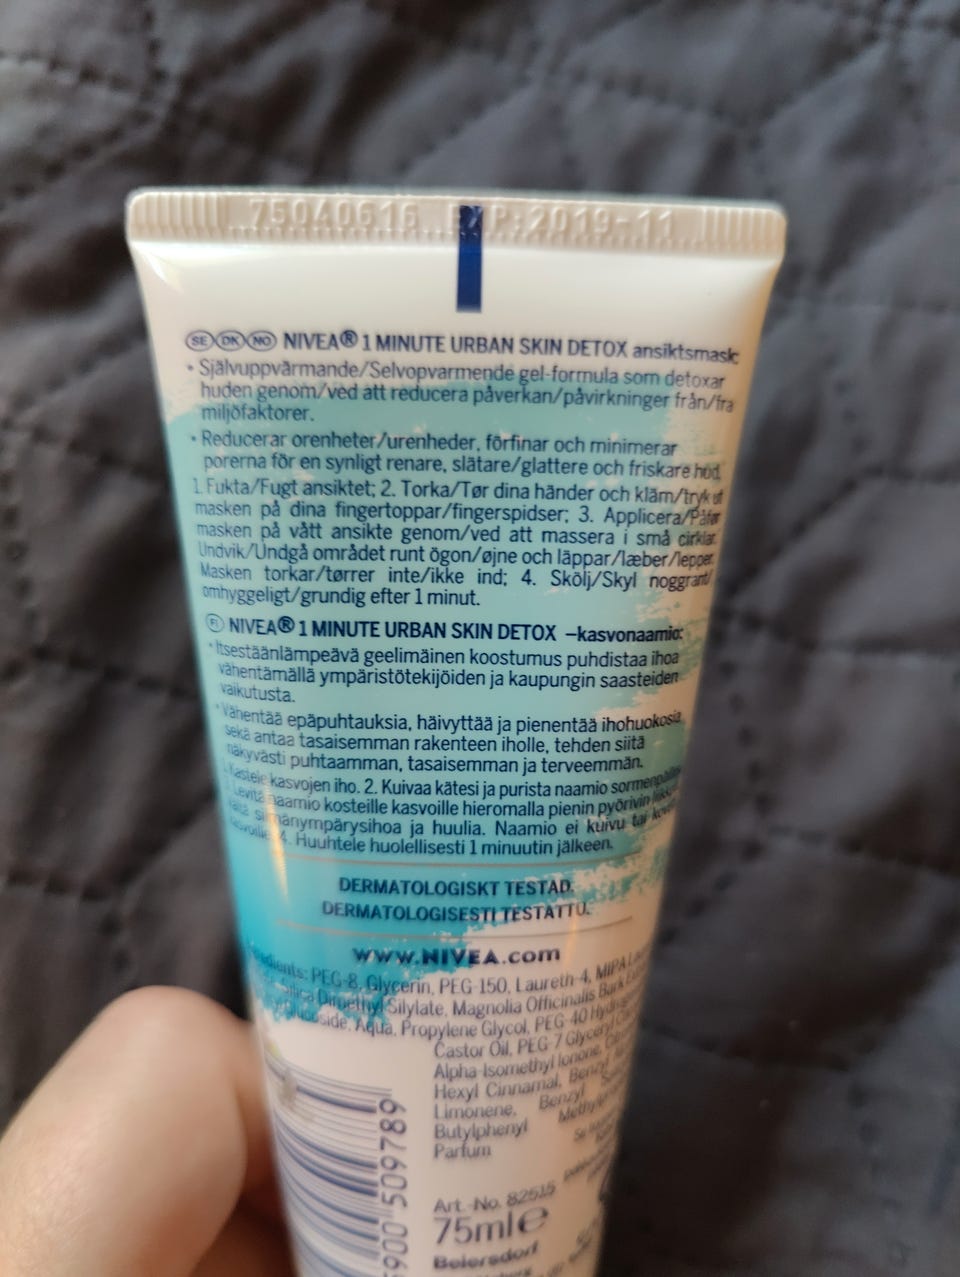 75040616 EXP:2019-11
SE DK NO NIVEA® 1 MINUTE URBAN SKIN DETOX ansiktsmask:
• Självuppvärmande/Selvopvarmende gel-formula som detoxar
huden genom/ved att reducera påverkan/påvirkninger från/fra
miljöfaktorer.
• Reducerar orenheter/urenheder, förfinar och minimerar
porerna för en synligt renare, slätare/glattere och friskare hud.
1. Fukta/Fugt ansiktet; 2. Torka/Tør dina händer och kläm/tryk ut
masken på dina fingertoppar/fingerspidser; 3. Applicera/Påfør
masken på vått ansikte genom/ved att massera i små cirklar.
Undvik/Undgå området runt ögon/øjne och läppar/læber/lepper.
Masken torkar/tørrer inte/ikke ind; 4. Skölj/Skyl noggrant/
omhyggeligt/grundig efter 1 minut.
FI NIVEA® 1 MINUTE URBAN SKIN DETOX –kasvonaamio:
• Itsestäänlämpeävä geelimäinen koostumus puhdistaa ihoa
vähentämällä ympäristötekijöiden ja kaupungin saasteiden
vaikutusta.
• Vähentää epäpuhtauksia, häivyttää ja pienentää ihohuokosia
sekä antaa tasaisemman rakenteen iholle, tehden siitä
näkyvästi puhtaamman, tasaisemman ja terveemmän.
1. Kastele kasvojen iho. 2. Kuivaa kätesi ja purista naamio
Levitä naamio kosteille kasvoille hieromalla pienin pyörivin
silmänympärysihoa ja huulia. Naamio ei kuivu tai
kasvoille. 4. Huuhtele huolellisesti 1 minuutin jälkeen.
DERMATOLOGISKT TESTAD.
DERMATOLOGISESTI TESTATTU.
www.NIVEA.com
PEG-8, Glycerin, PEG-150, Laureth-4, MIPA
Silica Dimethyl Silylate, Magnolia Officinalis Bark
Aqua, Propylene Glycol, PEG-40
Castor Oil, PEG-7
Alpha-Isomethyl Ionone,
Hexyl Cinnamal, Benzyl
Limonene, Benzyl
Butylphenyl
Parfum
Art.-No. 82515
75ml e
Beiersdorf
900 509789